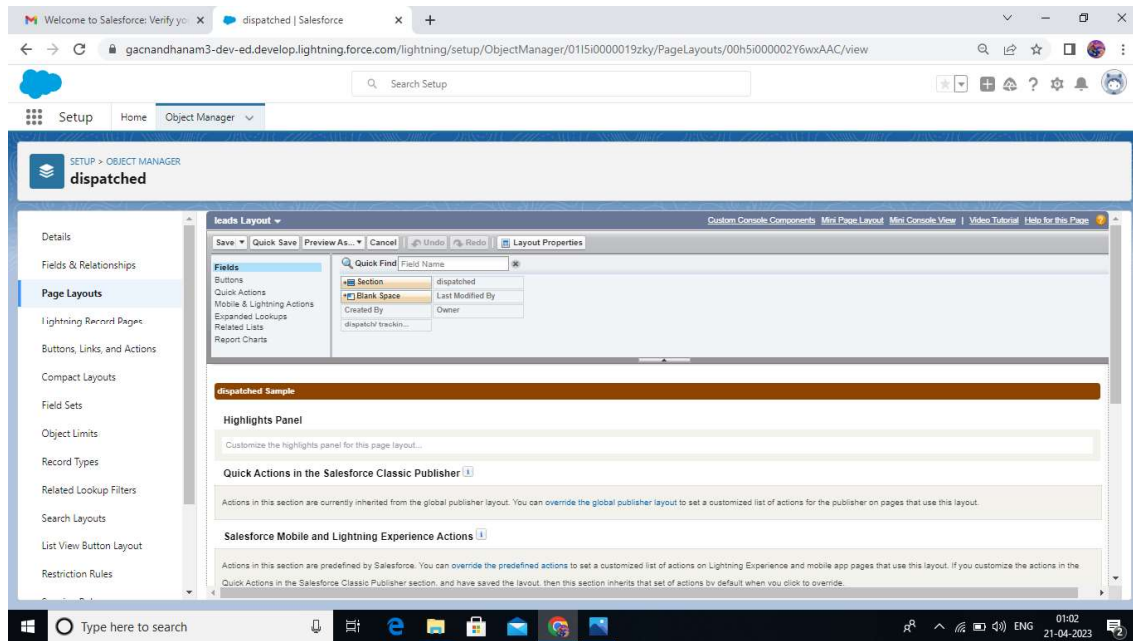 Welcome to Salesforce: Verify yo
dispatched | Salesforce
gacnandhanam3-dev-ed.develop.lightning.force.com/lightning/setup/ObjectManager/01I5i0000019zky/PageLayouts/00h5i000002Y6wxAAC/view
Search Setup
Setup Home Object Manager
SETUP > OBJECT MANAGER
dispatched
Details
Fields & Relationships
Page Layouts
Lightning Record Pages
Buttons, Links, and Actions
Compact Layouts
Field Sets
Object Limits
Record Types
Related Lookup Filters
Search Layouts
List View Button Layout
Restriction Rules
leads Layout
Custom Console Components Mini Page Layout Mini Console View | Video Tutorial Help for this Page
Save Quick Save Preview As... Cancel Undo Redo Layout Properties
Fields
Buttons
Quick Actions
Mobile & Lightning Actions
Expanded Lookups
Related Lists
Report Charts
Quick Find Field Name
Section dispatched
Blank Space Last Modified By
Created By Owner
dispatch/ trackin...
dispatched Sample
Highlights Panel
Customize the highlights panel for this page layout...
Quick Actions in the Salesforce Classic Publisher
Actions in this section are currently inherited from the global publisher layout. You can override the global publisher layout to set a customized list of actions for the publisher on pages that use this layout.
Salesforce Mobile and Lightning Experience Actions
Actions in this section are predefined by Salesforce. You can override the predefined actions to set a customized list of actions on Lightning Experience and mobile app pages that use this layout. If you customize the actions in the
Quick Actions in the Salesforce Classic Publisher section, and have saved the layout, then this section inherits that set of actions by default when you click to override.
Type here to search
ENG
01:02
21-04-2023